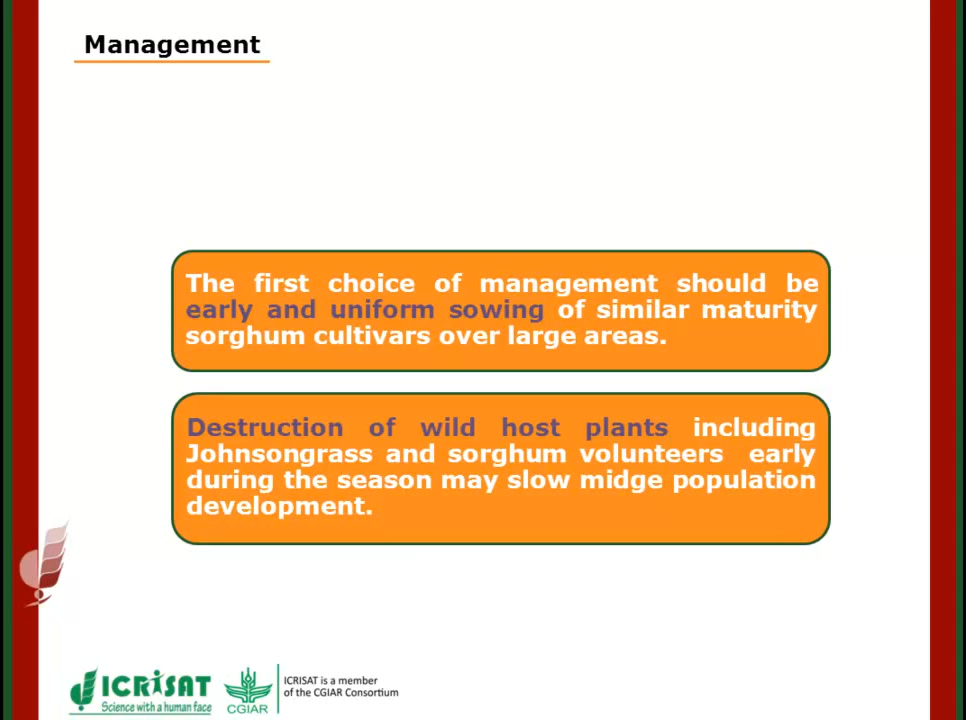 Management
The first choice of management should be
early and uniform sowing of similar maturity
sorghum cultivars over large areas.
Destruction of wild host plants including
Johnsongrass and sorghum volunteers early
during the season may slow midge population
development.
ICRISAT
Science with a human face
CGIAR
ICRISAT is a member
of the CGIAR Consortium